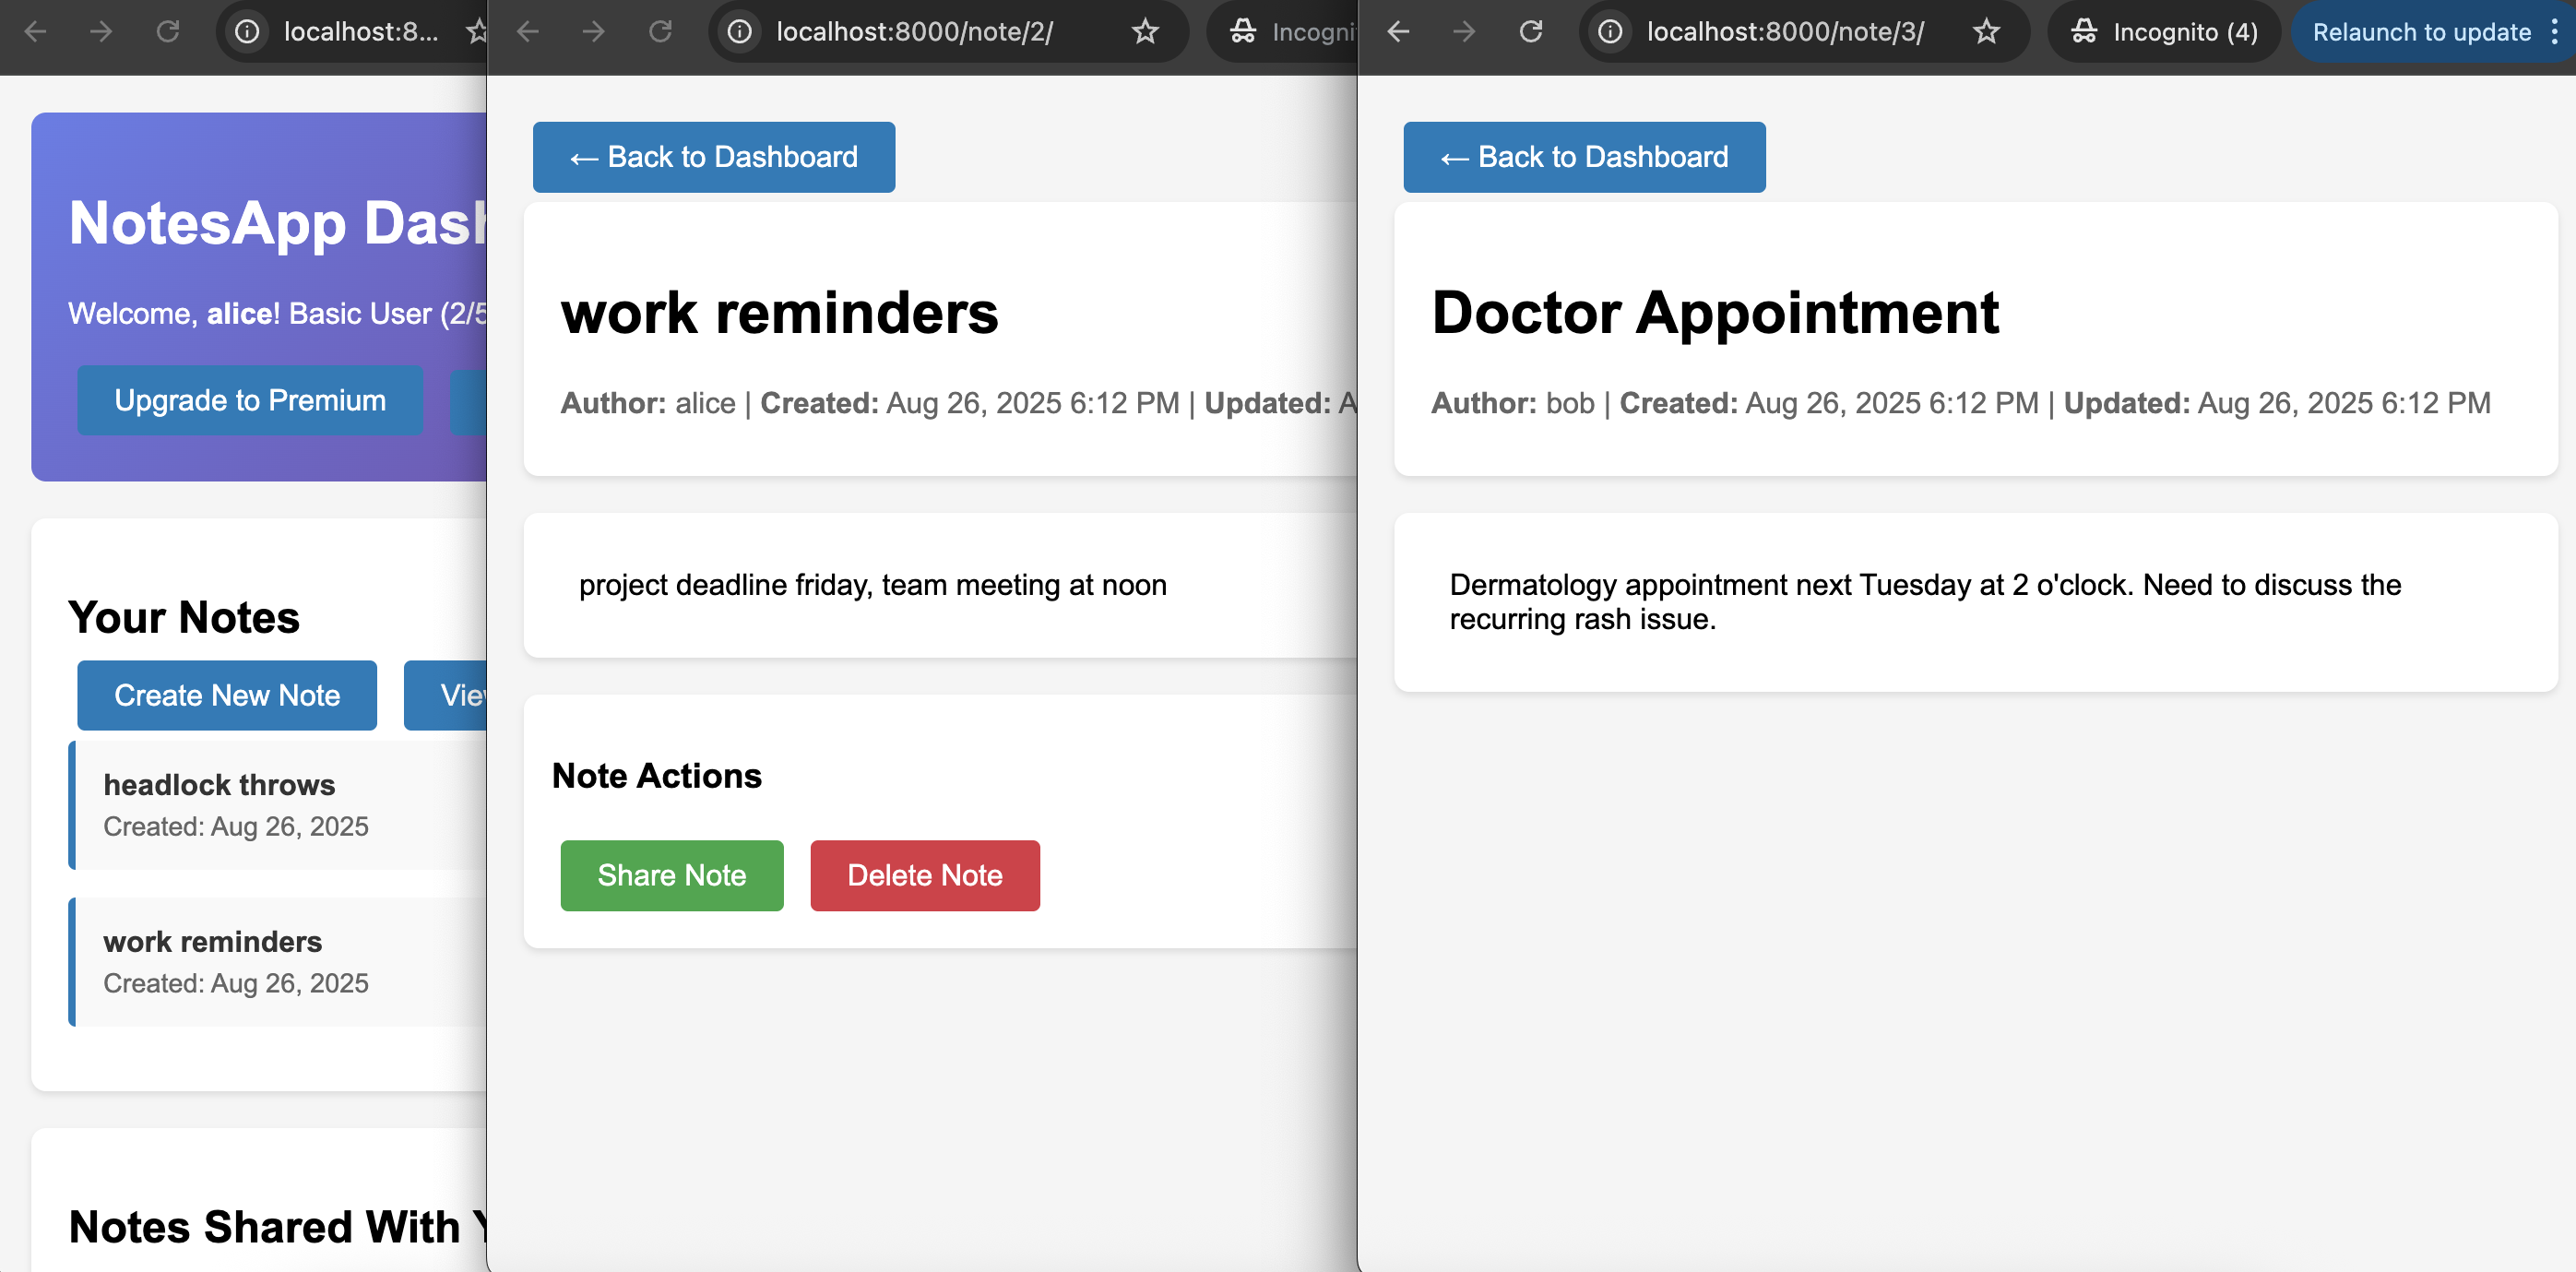 localhost:8...
NotesApp Dash
Welcome, alice! Basic User (2/5
Upgrade to Premium
Your Notes
Create New Note
View
headlock throws
Created: Aug 26, 2025
work reminders
Created: Aug 26, 2025
Notes Shared With Y
localhost:8000/note/2/
Incogni
← Back to Dashboard
work reminders
Author: alice | Created: Aug 26, 2025 6:12 PM | Updated: A
project deadline friday, team meeting at noon
Note Actions
Share Note
Delete Note
localhost:8000/note/3/
Incognito (4)
Relaunch to update
← Back to Dashboard
Doctor Appointment
Author: bob | Created: Aug 26, 2025 6:12 PM | Updated: Aug 26, 2025 6:12 PM
Dermatology appointment next Tuesday at 2 o'clock. Need to discuss the
recurring rash issue.